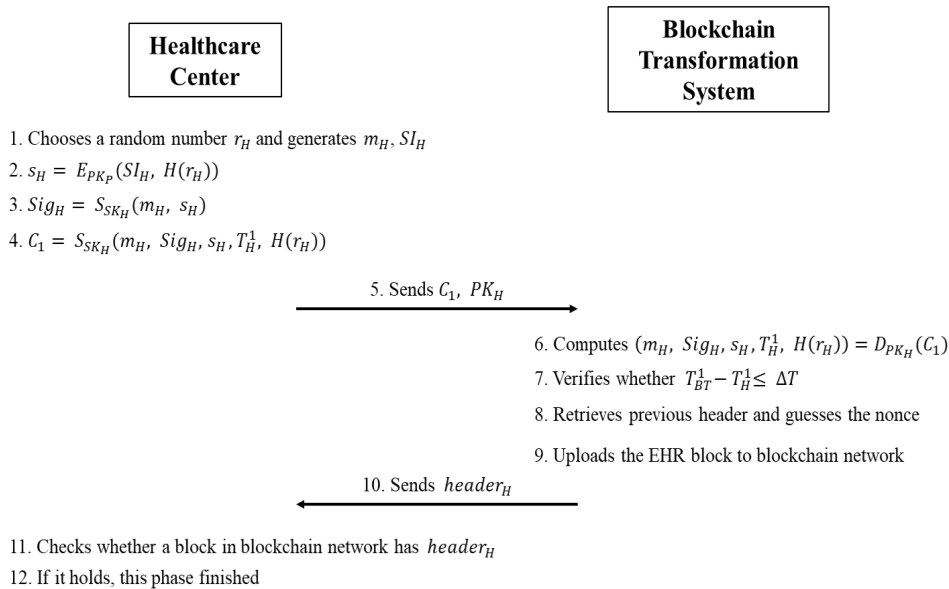 Healthcare
Center
Blockchain
Transformation
System
1. Chooses a random number r_H and generates m_H, SI_H
2. s_H = E_{PK_P}(SI_H, H(r_H))
3. Sig_H = S_{SK_H}(m_H, s_H)
4. C_1 = S_{SK_H}(m_H, Sig_H, s_H, T_H^1, H(r_H))
5. Sends C_1, PK_H
6. Computes (m_H, Sig_H, s_H, T_H^1, H(r_H)) = D_{PK_H}(C_1)
7. Verifies whether T_{BT}^1 − T_H^1 ≤ ΔT
8. Retrieves previous header and guesses the nonce
9. Uploads the EHR block to blockchain network
10. Sends header_H
11. Checks whether a block in blockchain network has header_H
12. If it holds, this phase finished